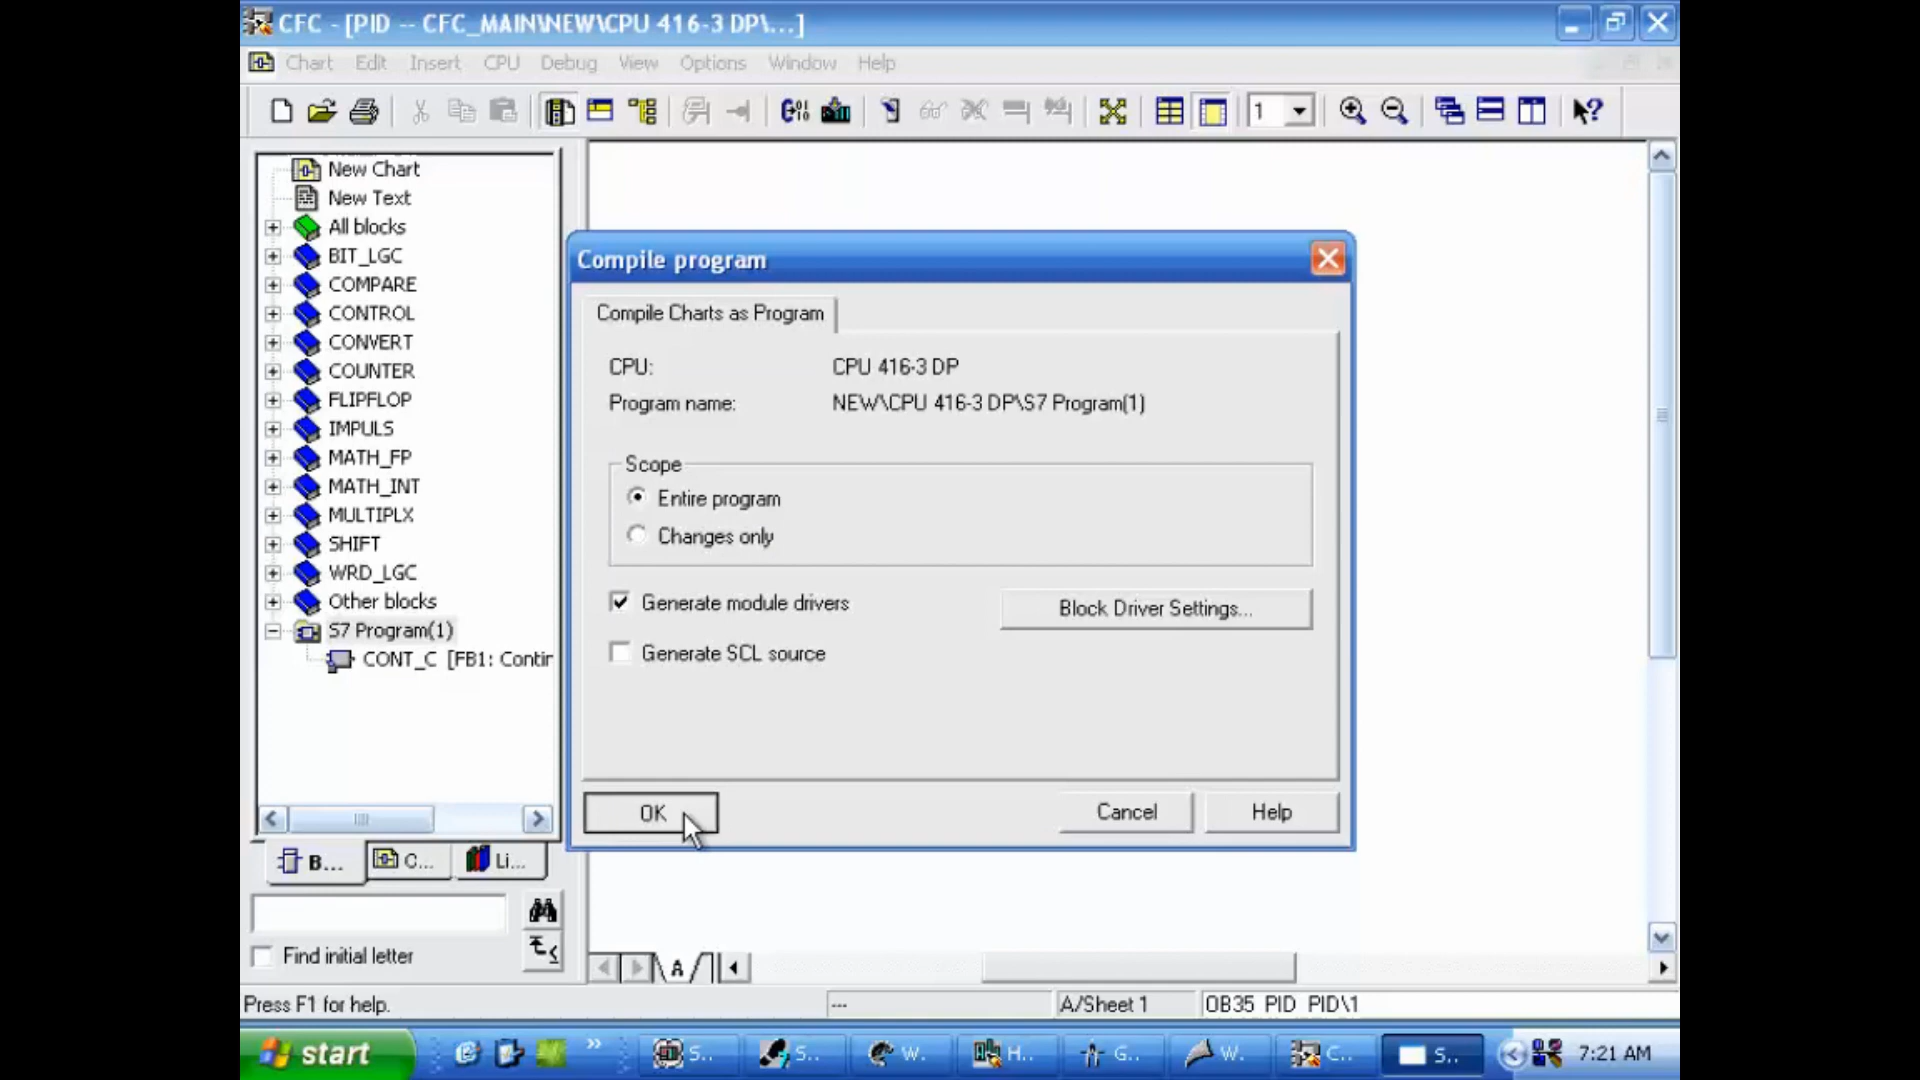 CFC - [PID -- CFC_MAIN\NEW\CPU 416-3 DP\...]
Chart Edit Insert CPU Debug View Options Window Help
1
New Chart
New Text
All blocks
BIT_LGC
COMPARE
CONTROL
CONVERT
COUNTER
FLIPFLOP
IMPULS
MATH_FP
MATH_INT
MULTIPLX
SHIFT
WRD_LGC
Other blocks
S7 Program(1)
CONT_C [FB1: Contin
B... C... Li...
Find initial letter
Compile program
Compile Charts as Program
CPU: CPU 416-3 DP
Program name: NEW\CPU 416-3 DP\S7 Program(1)
Scope
Entire program
Changes only
Generate module drivers
Block Driver Settings...
Generate SCL source
OK Cancel Help
A
Press F1 for help. --- A/Sheet 1 OB35 PID PID\1
start S.. S.. W.. H.. G.. W.. C.. S.. 7:21 AM